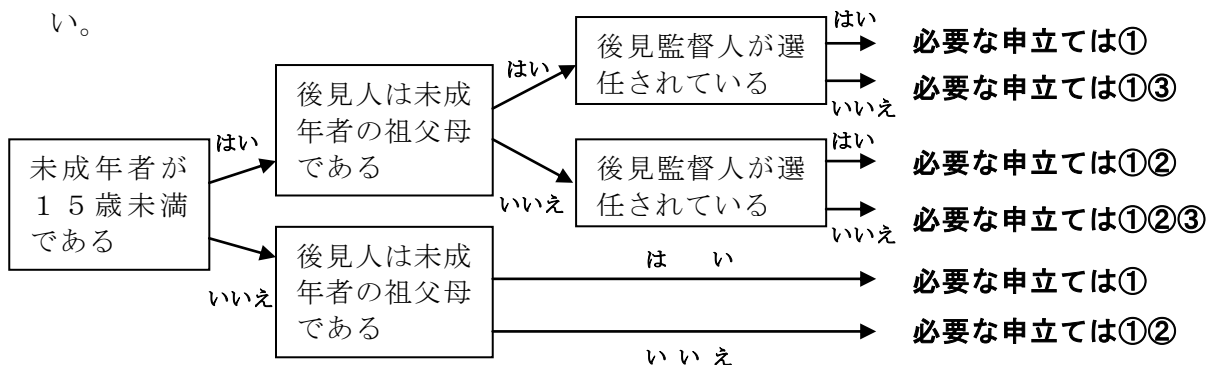 い。
未成年者が
１５歳未満
である
はい
いいえ
後見人は未成
年者の祖父母
である
はい
いいえ
後見監督人が選
任されている
はい
いいえ
必要な申立ては①
必要な申立ては①③
後見監督人が選
任されている
はい
いいえ
必要な申立ては①②
必要な申立ては①②③
後見人は未成
年者の祖父母
である
は　い
いいえ
必要な申立ては①
必要な申立ては①②